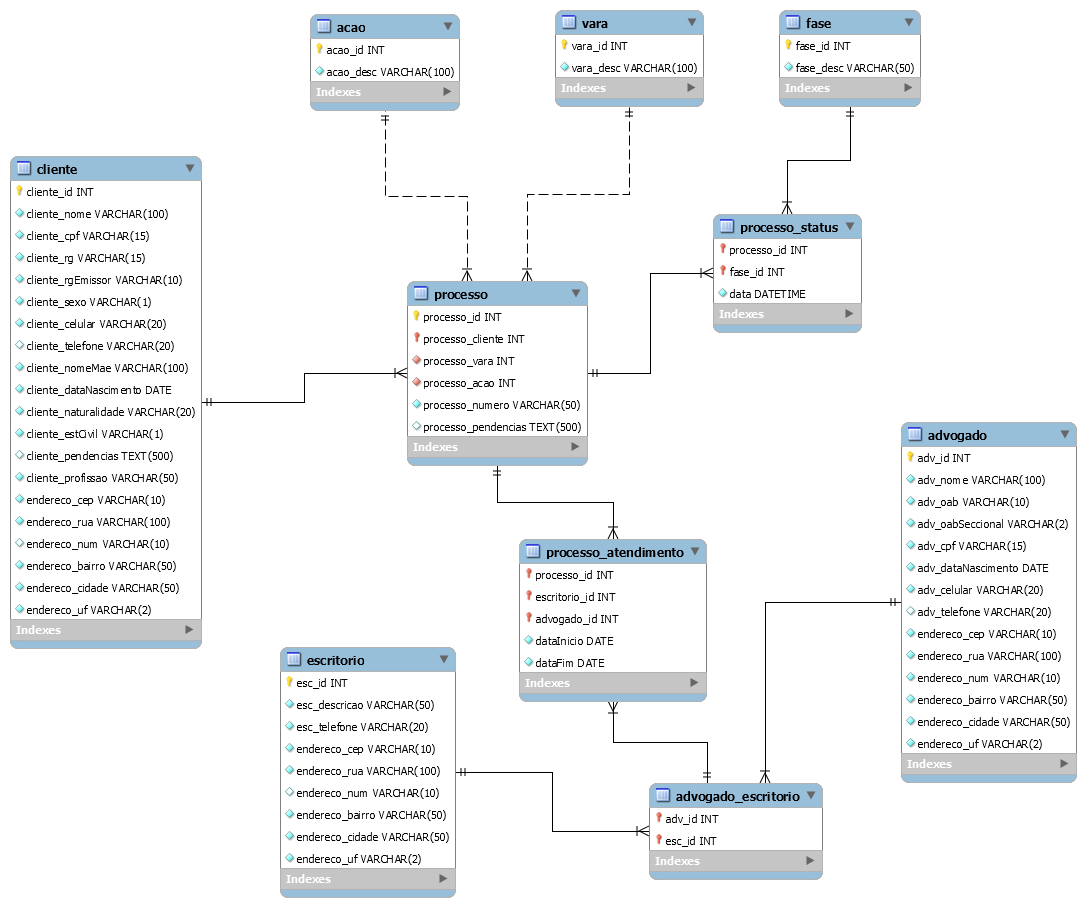 acao
acao_id INT
acao_desc VARCHAR(100)
Indexes
vara
vara_id INT
vara_desc VARCHAR(100)
Indexes
fase
fase_id INT
fase_desc VARCHAR(50)
Indexes
cliente
cliente_id INT
cliente_nome VARCHAR(100)
cliente_cpf VARCHAR(15)
cliente_rg VARCHAR(15)
cliente_rgEmissor VARCHAR(10)
cliente_sexo VARCHAR(1)
cliente_celular VARCHAR(20)
cliente_telefone VARCHAR(20)
cliente_nomeMae VARCHAR(100)
cliente_dataNascimento DATE
cliente_naturalidade VARCHAR(20)
cliente_estCivil VARCHAR(1)
cliente_pendencias TEXT(500)
cliente_profissao VARCHAR(50)
endereco_cep VARCHAR(10)
endereco_rua VARCHAR(100)
endereco_num VARCHAR(10)
endereco_bairro VARCHAR(50)
endereco_cidade VARCHAR(50)
endereco_uf VARCHAR(2)
Indexes
processo_status
processo_id INT
fase_id INT
data DATETIME
Indexes
processo
processo_id INT
processo_cliente INT
processo_vara INT
processo_acao INT
processo_numero VARCHAR(50)
processo_pendencias TEXT(500)
Indexes
advogado
adv_id INT
adv_nome VARCHAR(100)
adv_oab VARCHAR(10)
adv_oabSeccional VARCHAR(2)
adv_cpf VARCHAR(15)
adv_dataNascimento DATE
adv_celular VARCHAR(20)
adv_telefone VARCHAR(20)
endereco_cep VARCHAR(10)
endereco_rua VARCHAR(100)
endereco_num VARCHAR(10)
endereco_bairro VARCHAR(50)
endereco_cidade VARCHAR(50)
endereco_uf VARCHAR(2)
Indexes
processo_atendimento
processo_id INT
escritorio_id INT
advogado_id INT
dataInicio DATE
dataFim DATE
Indexes
escritorio
esc_id INT
esc_descricao VARCHAR(50)
esc_telefone VARCHAR(20)
endereco_cep VARCHAR(10)
endereco_rua VARCHAR(100)
endereco_num VARCHAR(10)
endereco_bairro VARCHAR(50)
endereco_cidade VARCHAR(50)
endereco_uf VARCHAR(2)
Indexes
advogado_escritorio
adv_id INT
esc_id INT
Indexes